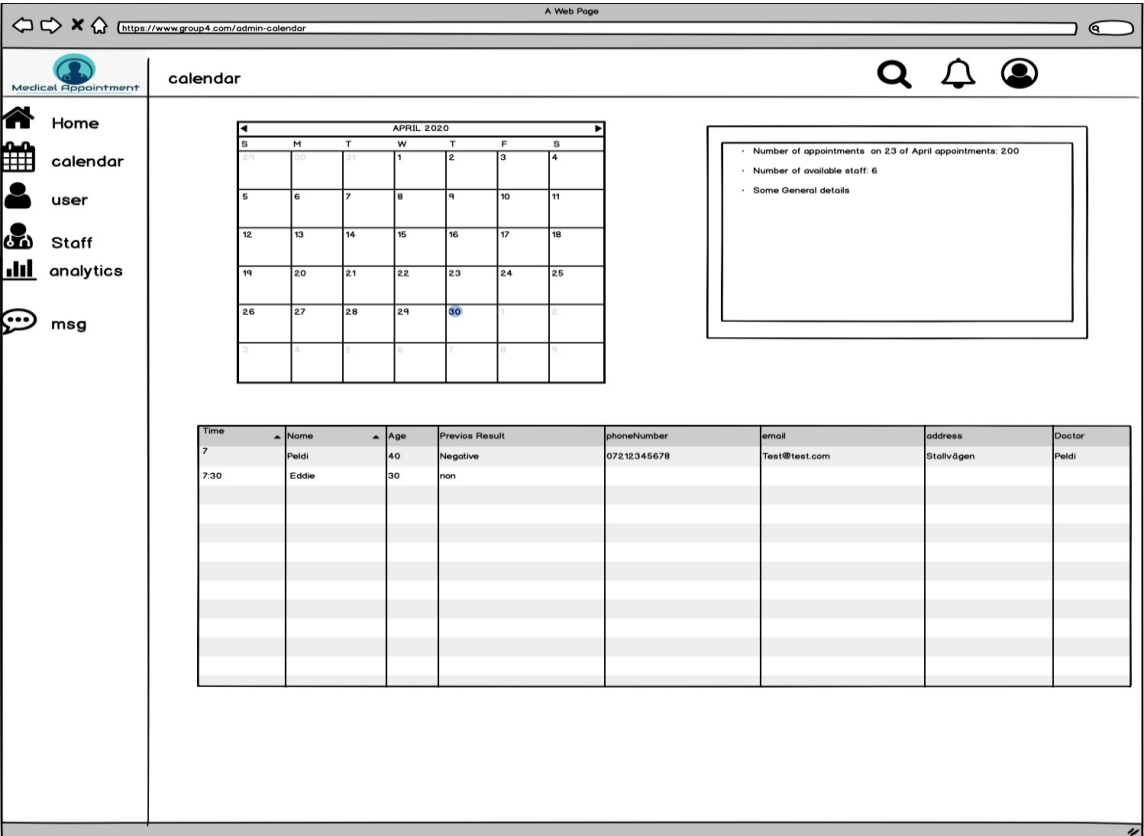 A Web Page
https://www.group4.com/admin-calendar
Medical Appointment
calendar
Home
calendar
user
Staff
analytics
msg
APRIL 2020
S M T W T F S
29 30 31 1 2 3 4
5 6 7 8 9 10 11
12 13 14 15 16 17 18
19 20 21 22 23 24 25
26 27 28 29 30 1 2
3 4 5 6 7 8 9
· Number of appointments on 23 of April appointments: 200
· Number of available staff: 6
· Some General details
Time Name Age Previos Result phoneNumber email address Doctor
7 Peldi 40 Negative 07212345678 Test@test.com Stallvågen Peldi
7:30 Eddie 30 non